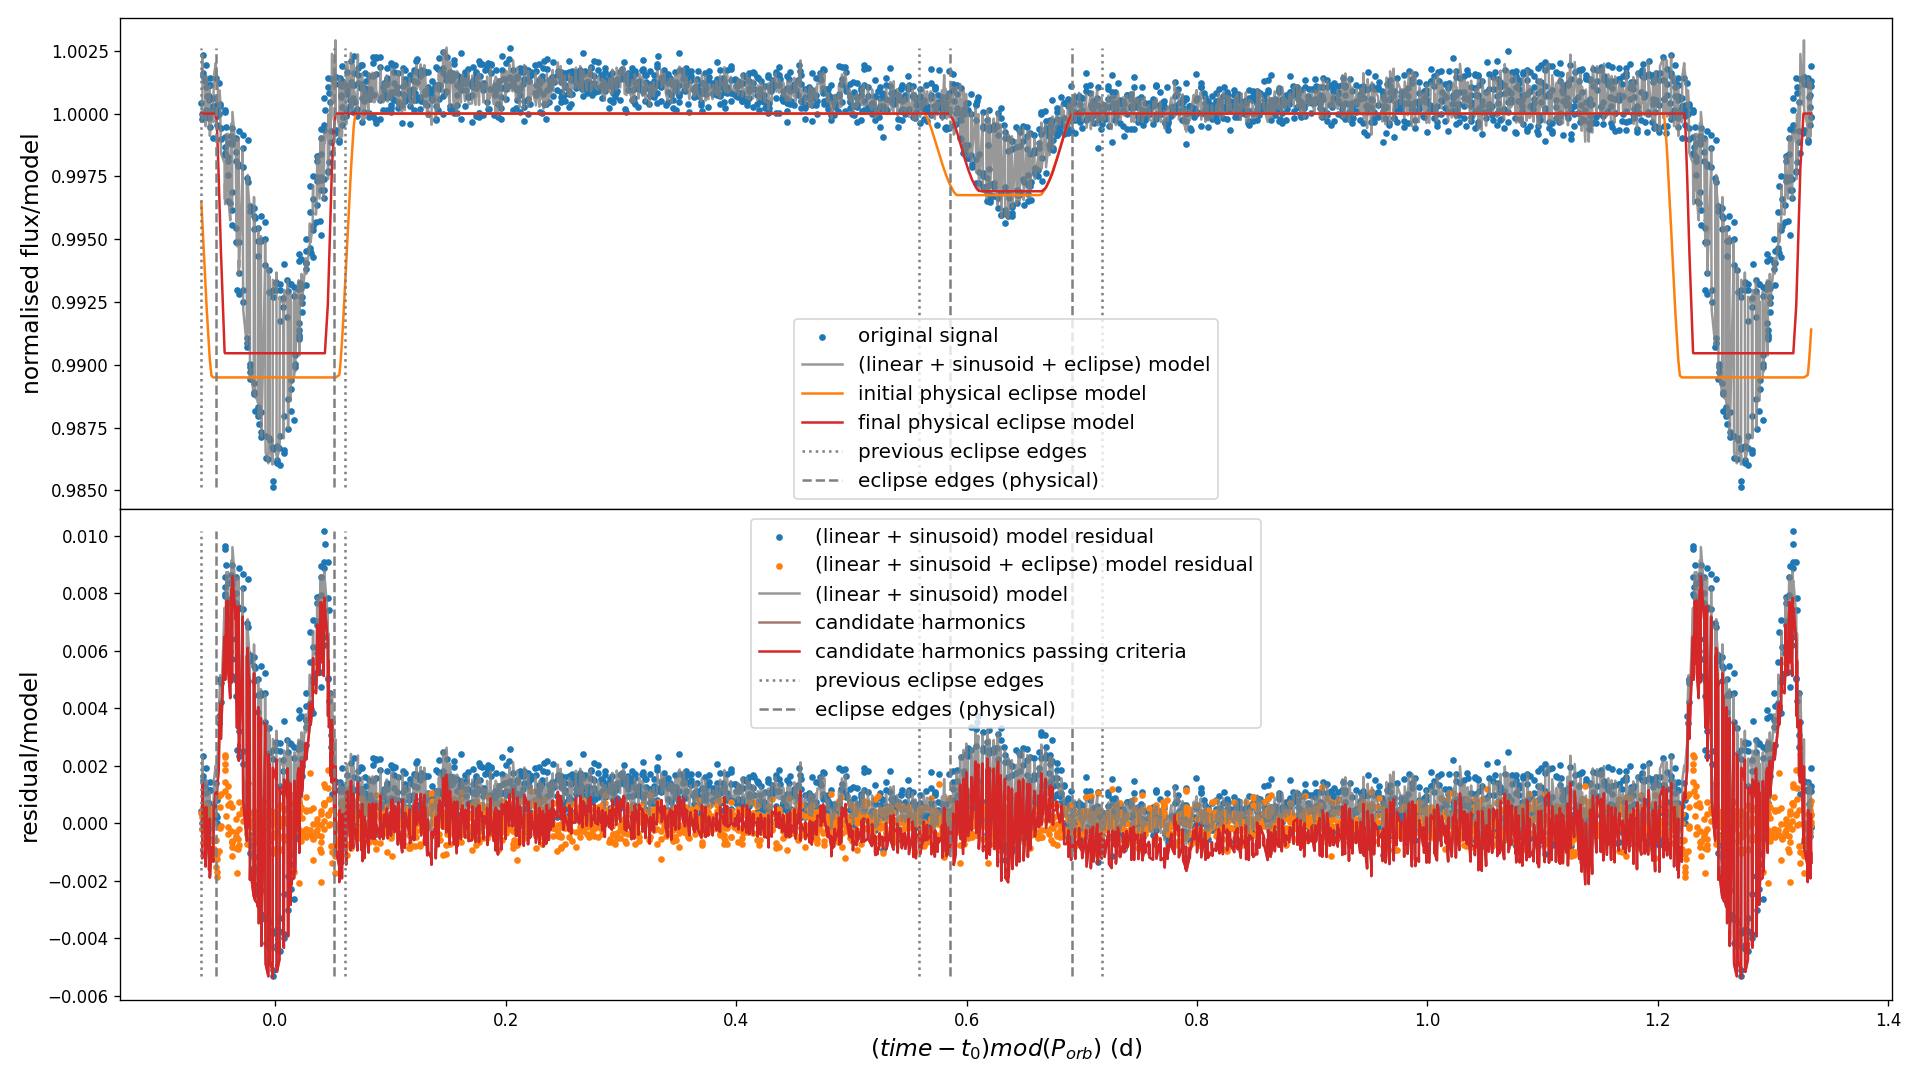 normalised flux/model
1.0025
1.0000
0.9975
0.9950
0.9925
0.9900
0.9875
0.9850
original signal
(linear + sinusoid + eclipse) model
initial physical eclipse model
final physical eclipse model
previous eclipse edges
eclipse edges (physical)
residual/model
0.010
0.008
0.006
0.004
0.002
0.000
−0.002
−0.004
−0.006
(linear + sinusoid) model residual
(linear + sinusoid + eclipse) model residual
(linear + sinusoid) model
candidate harmonics
candidate harmonics passing criteria
previous eclipse edges
eclipse edges (physical)
0.0 0.2 0.4 0.6 0.8 1.0 1.2 1.4
(time − t₀)mod(P_orb) (d)